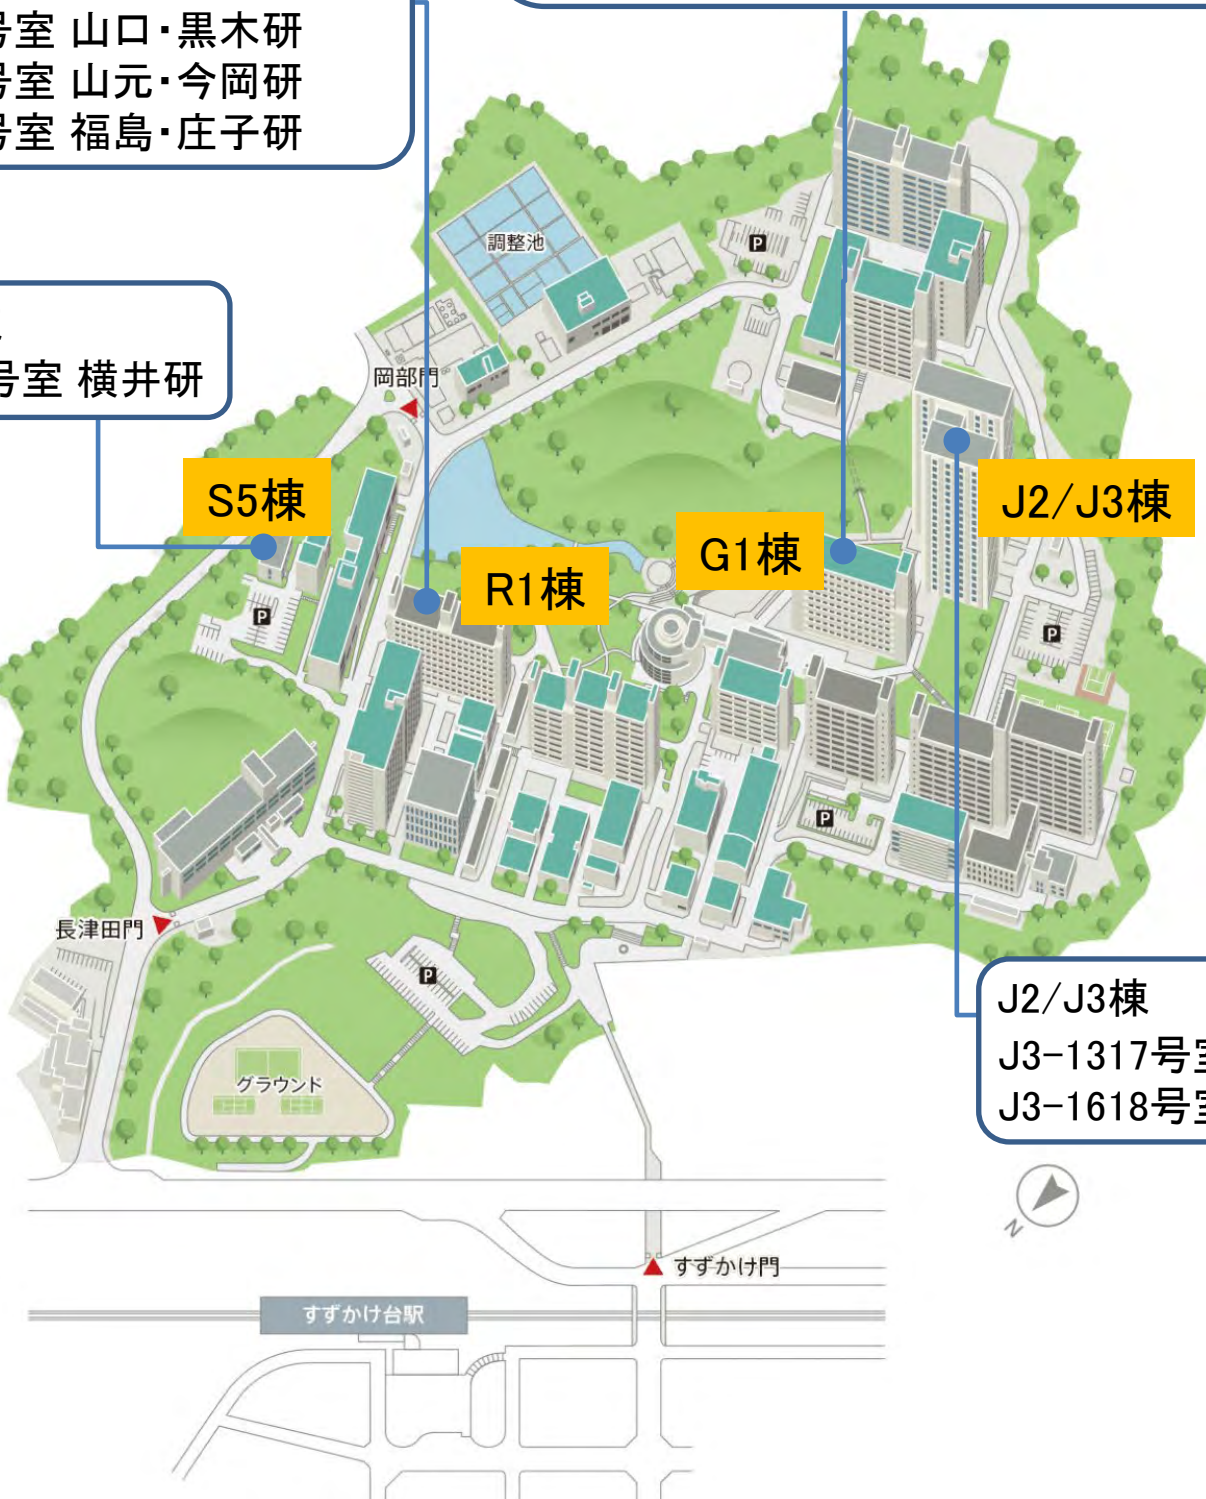 号室 山口・黒木研
号室 山元・今岡研
号室 福島・庄子研
調整池
P
号室 横井研
岡部門
S5棟
J2/J3棟
G1棟
R1棟
P
P
P
長津田門
P
J2/J3棟
J3-1317号室
J3-1618号室
グラウンド
N
すずかけ門
すずかけ台駅